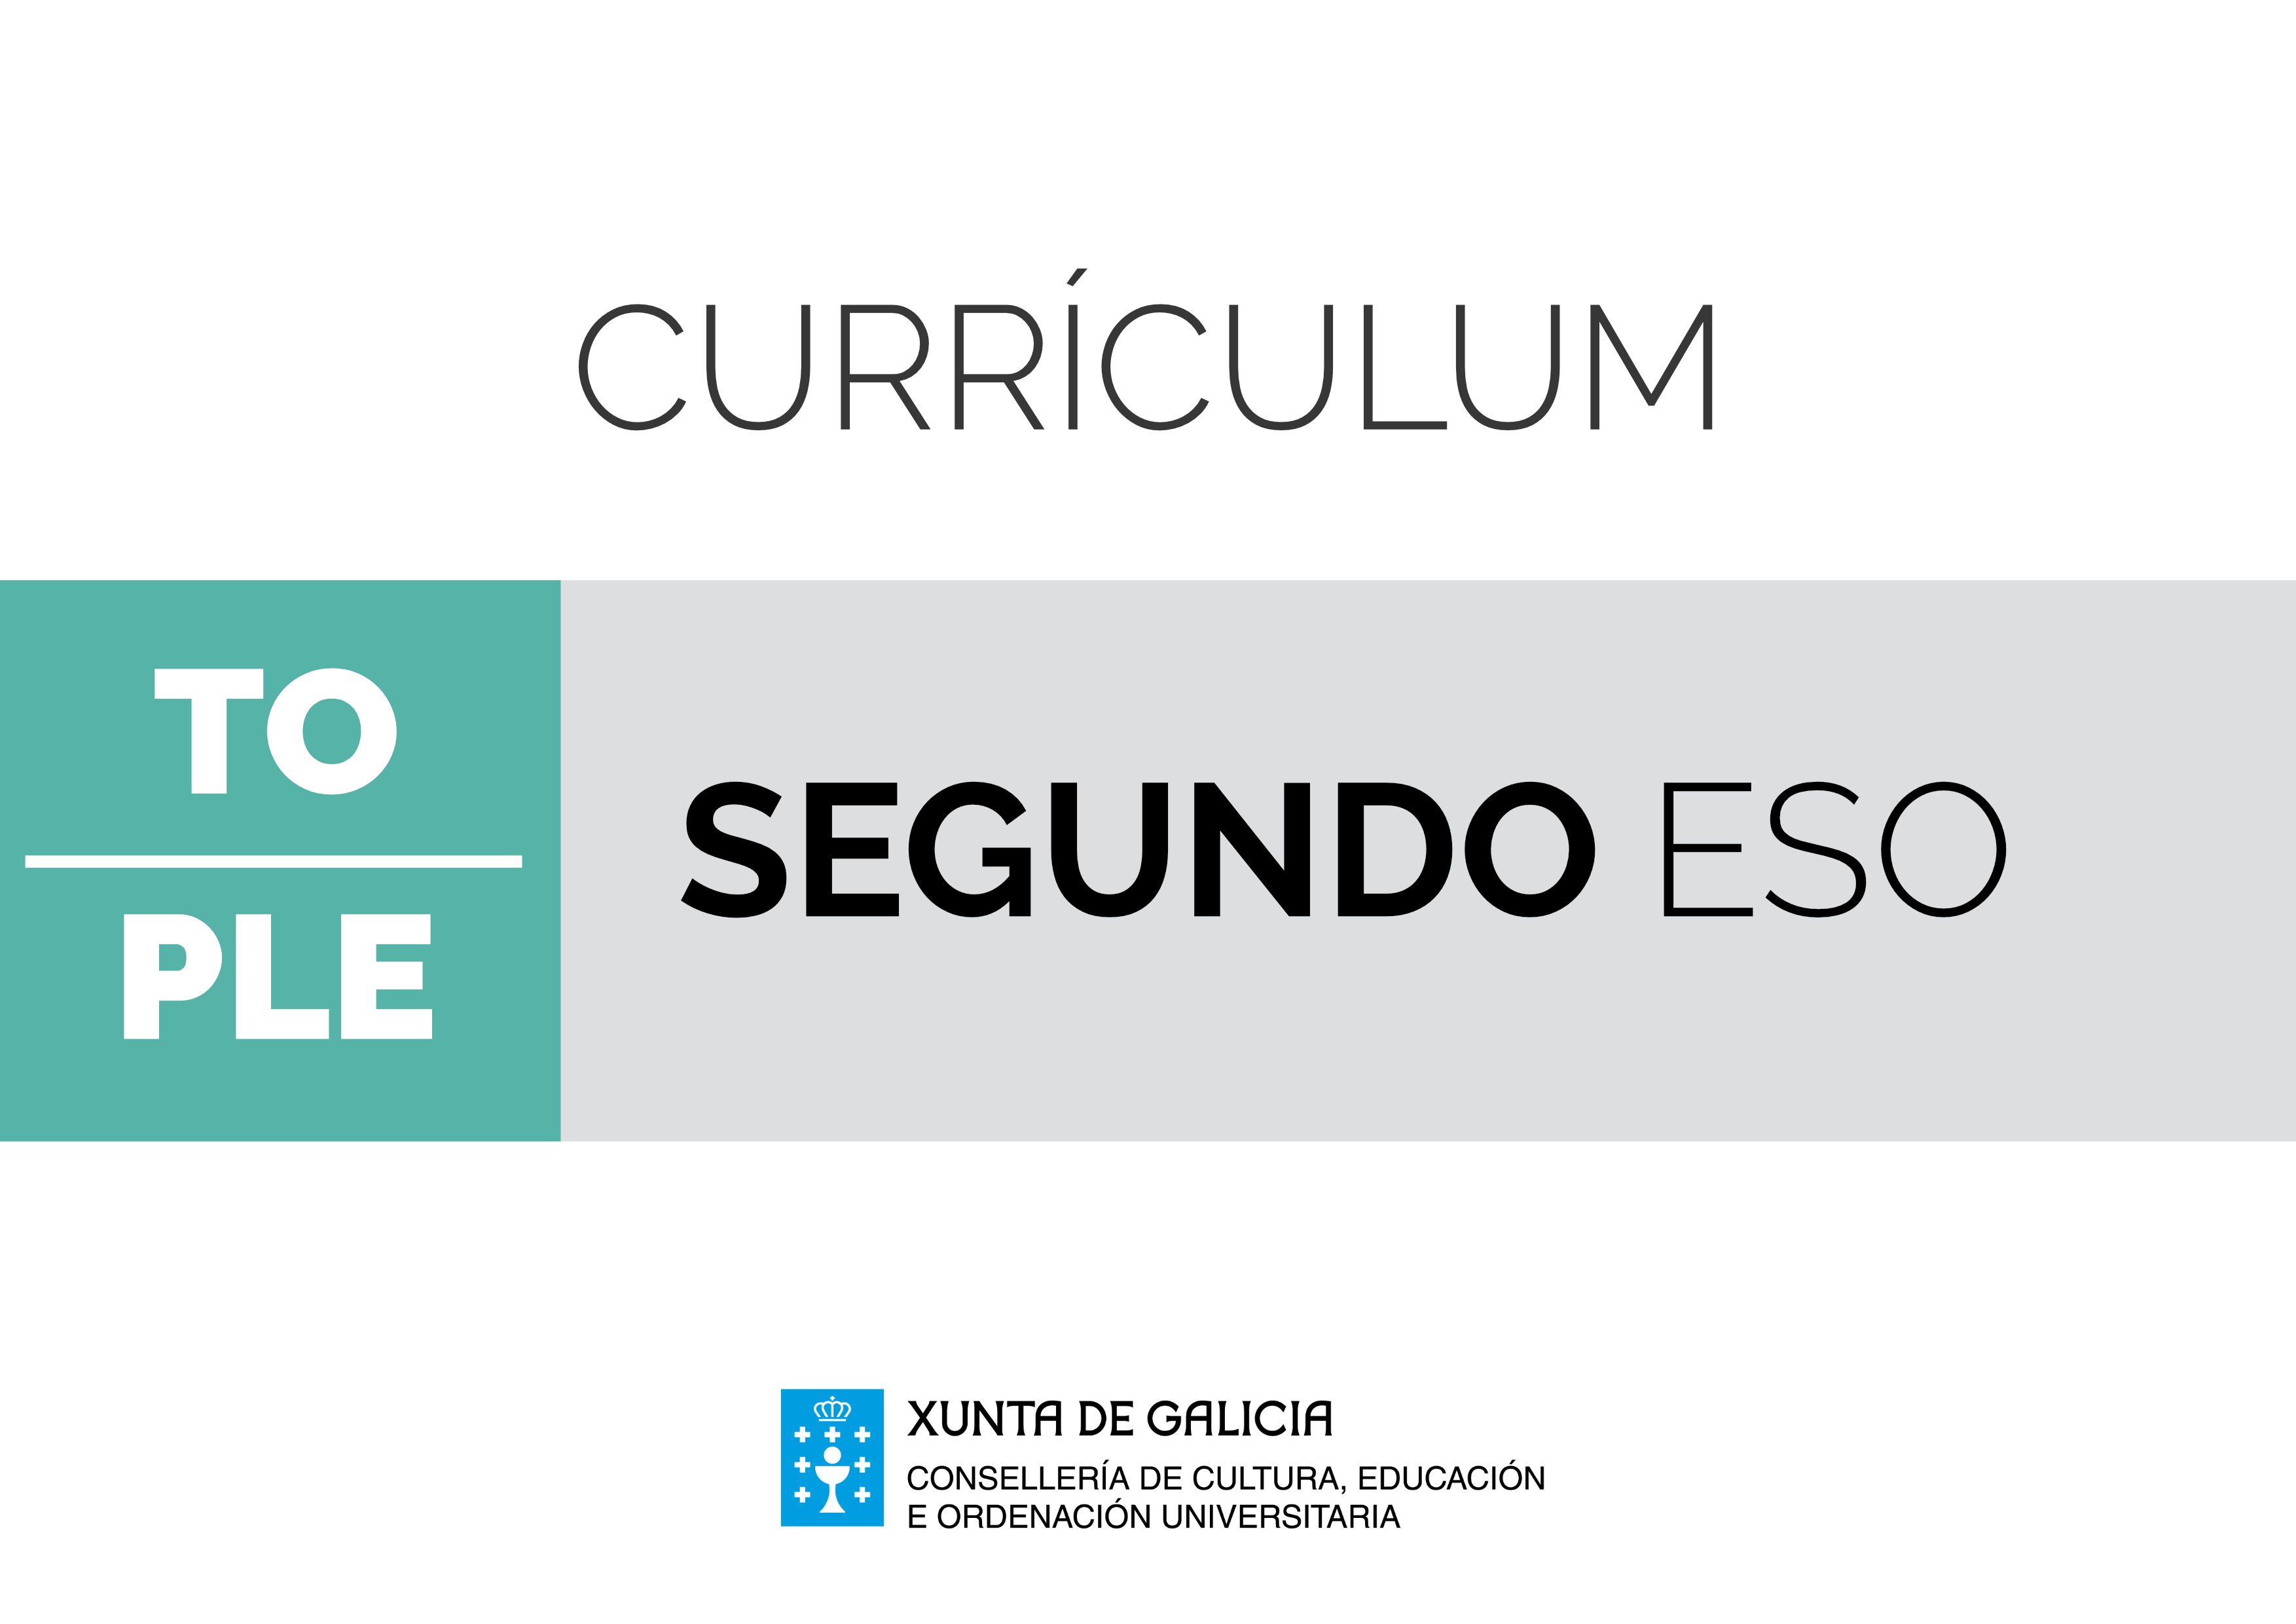 CURRÍCULUM
TO
PLE
SEGUNDO ESO
XUNTA DE GALICIA
CONSELLERÍA DE CULTURA, EDUCACIÓN
E ORDENACIÓN UNIVERSITARIA